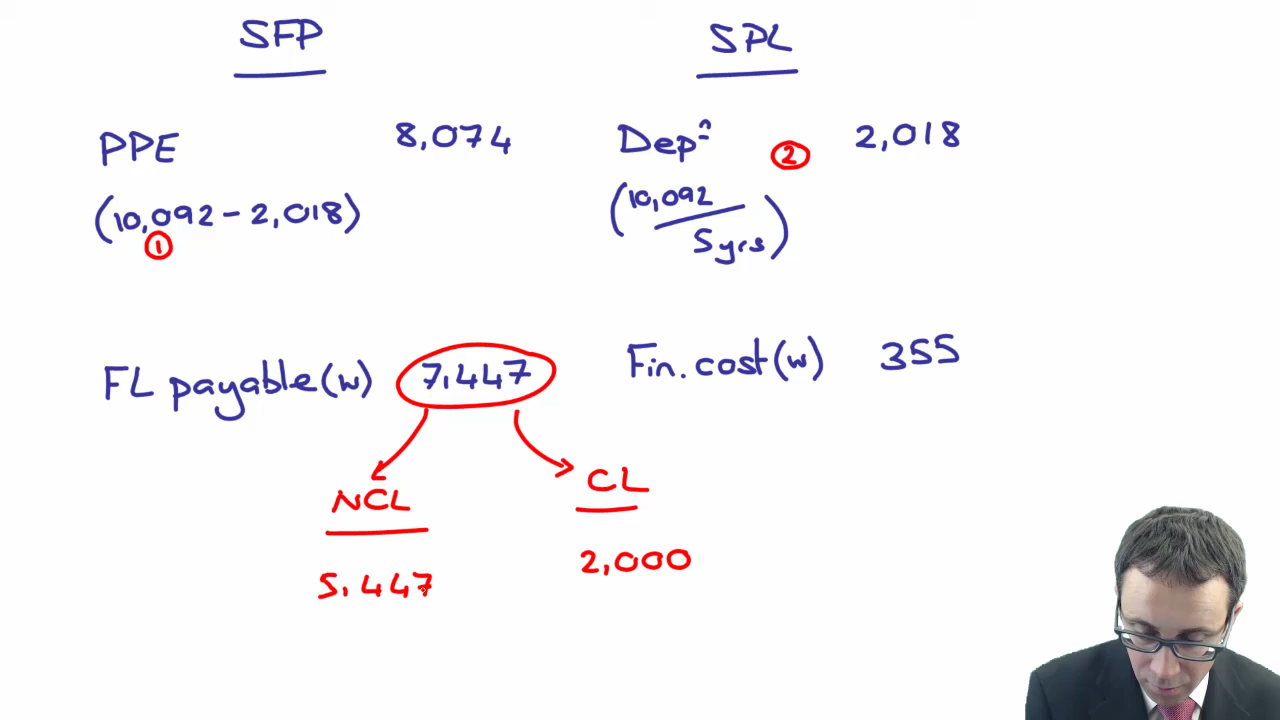 SFP
SPL
PPE 8,074
Depⁿ ② 2,018
(10,092 - 2,018)
①
(10,092 / 5yrs)
FL payable(w) 7,447
Fin. cost(w) 355
NCL
CL
5,447
2,000